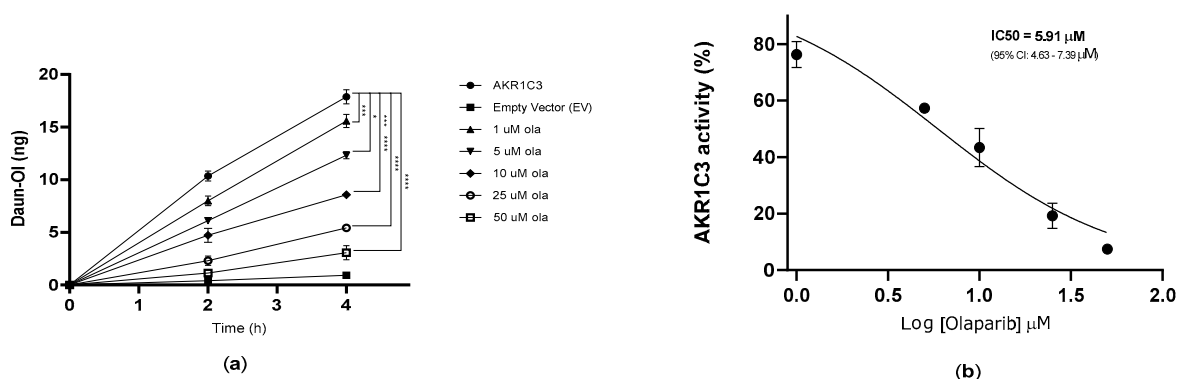 20
15
10
5
0
Daun-Ol (ng)
0 1 2 3 4
Time (h)
*** * *** **** **** ****
AKR1C3
Empty Vector (EV)
1 uM ola
5 uM ola
10 uM ola
25 uM ola
50 uM ola
(a)
80
60
40
20
0
AKR1C3 activity (%)
IC50 = 5.91 µM
(95% CI: 4.63 - 7.39 µM)
0.0 0.5 1.0 1.5 2.0
Log [Olaparib] µM
(b)